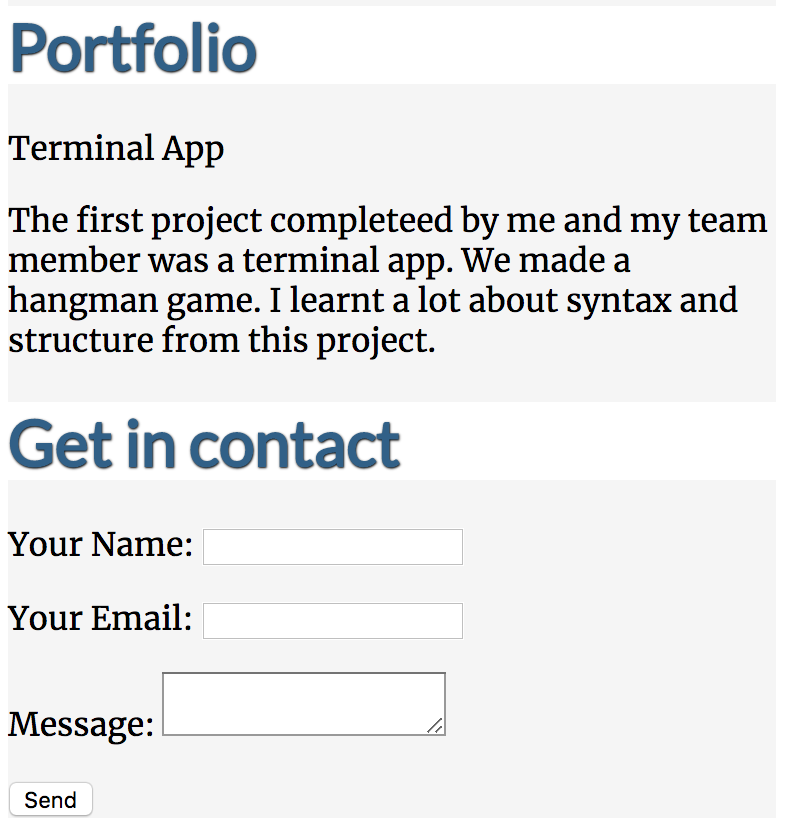 Portfolio
Terminal App
The first project completeed by me and my team
member was a terminal app. We made a
hangman game. I learnt a lot about syntax and
structure from this project.
Get in contact
Your Name:
Your Email:
Message:
Send